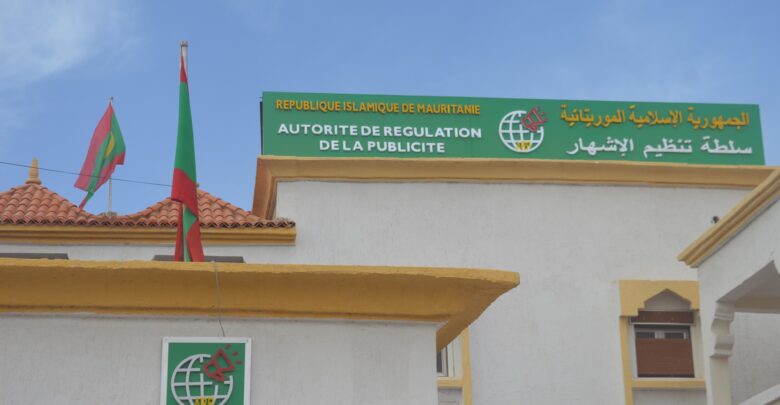 REPUBLIQUE ISLAMIQUE DE MAURITANIE
AUTORITE DE REGULATION
DE LA PUBLICITE
الجمهورية الإسلامية الموريتانية
سلطة تنظيم الإشهار